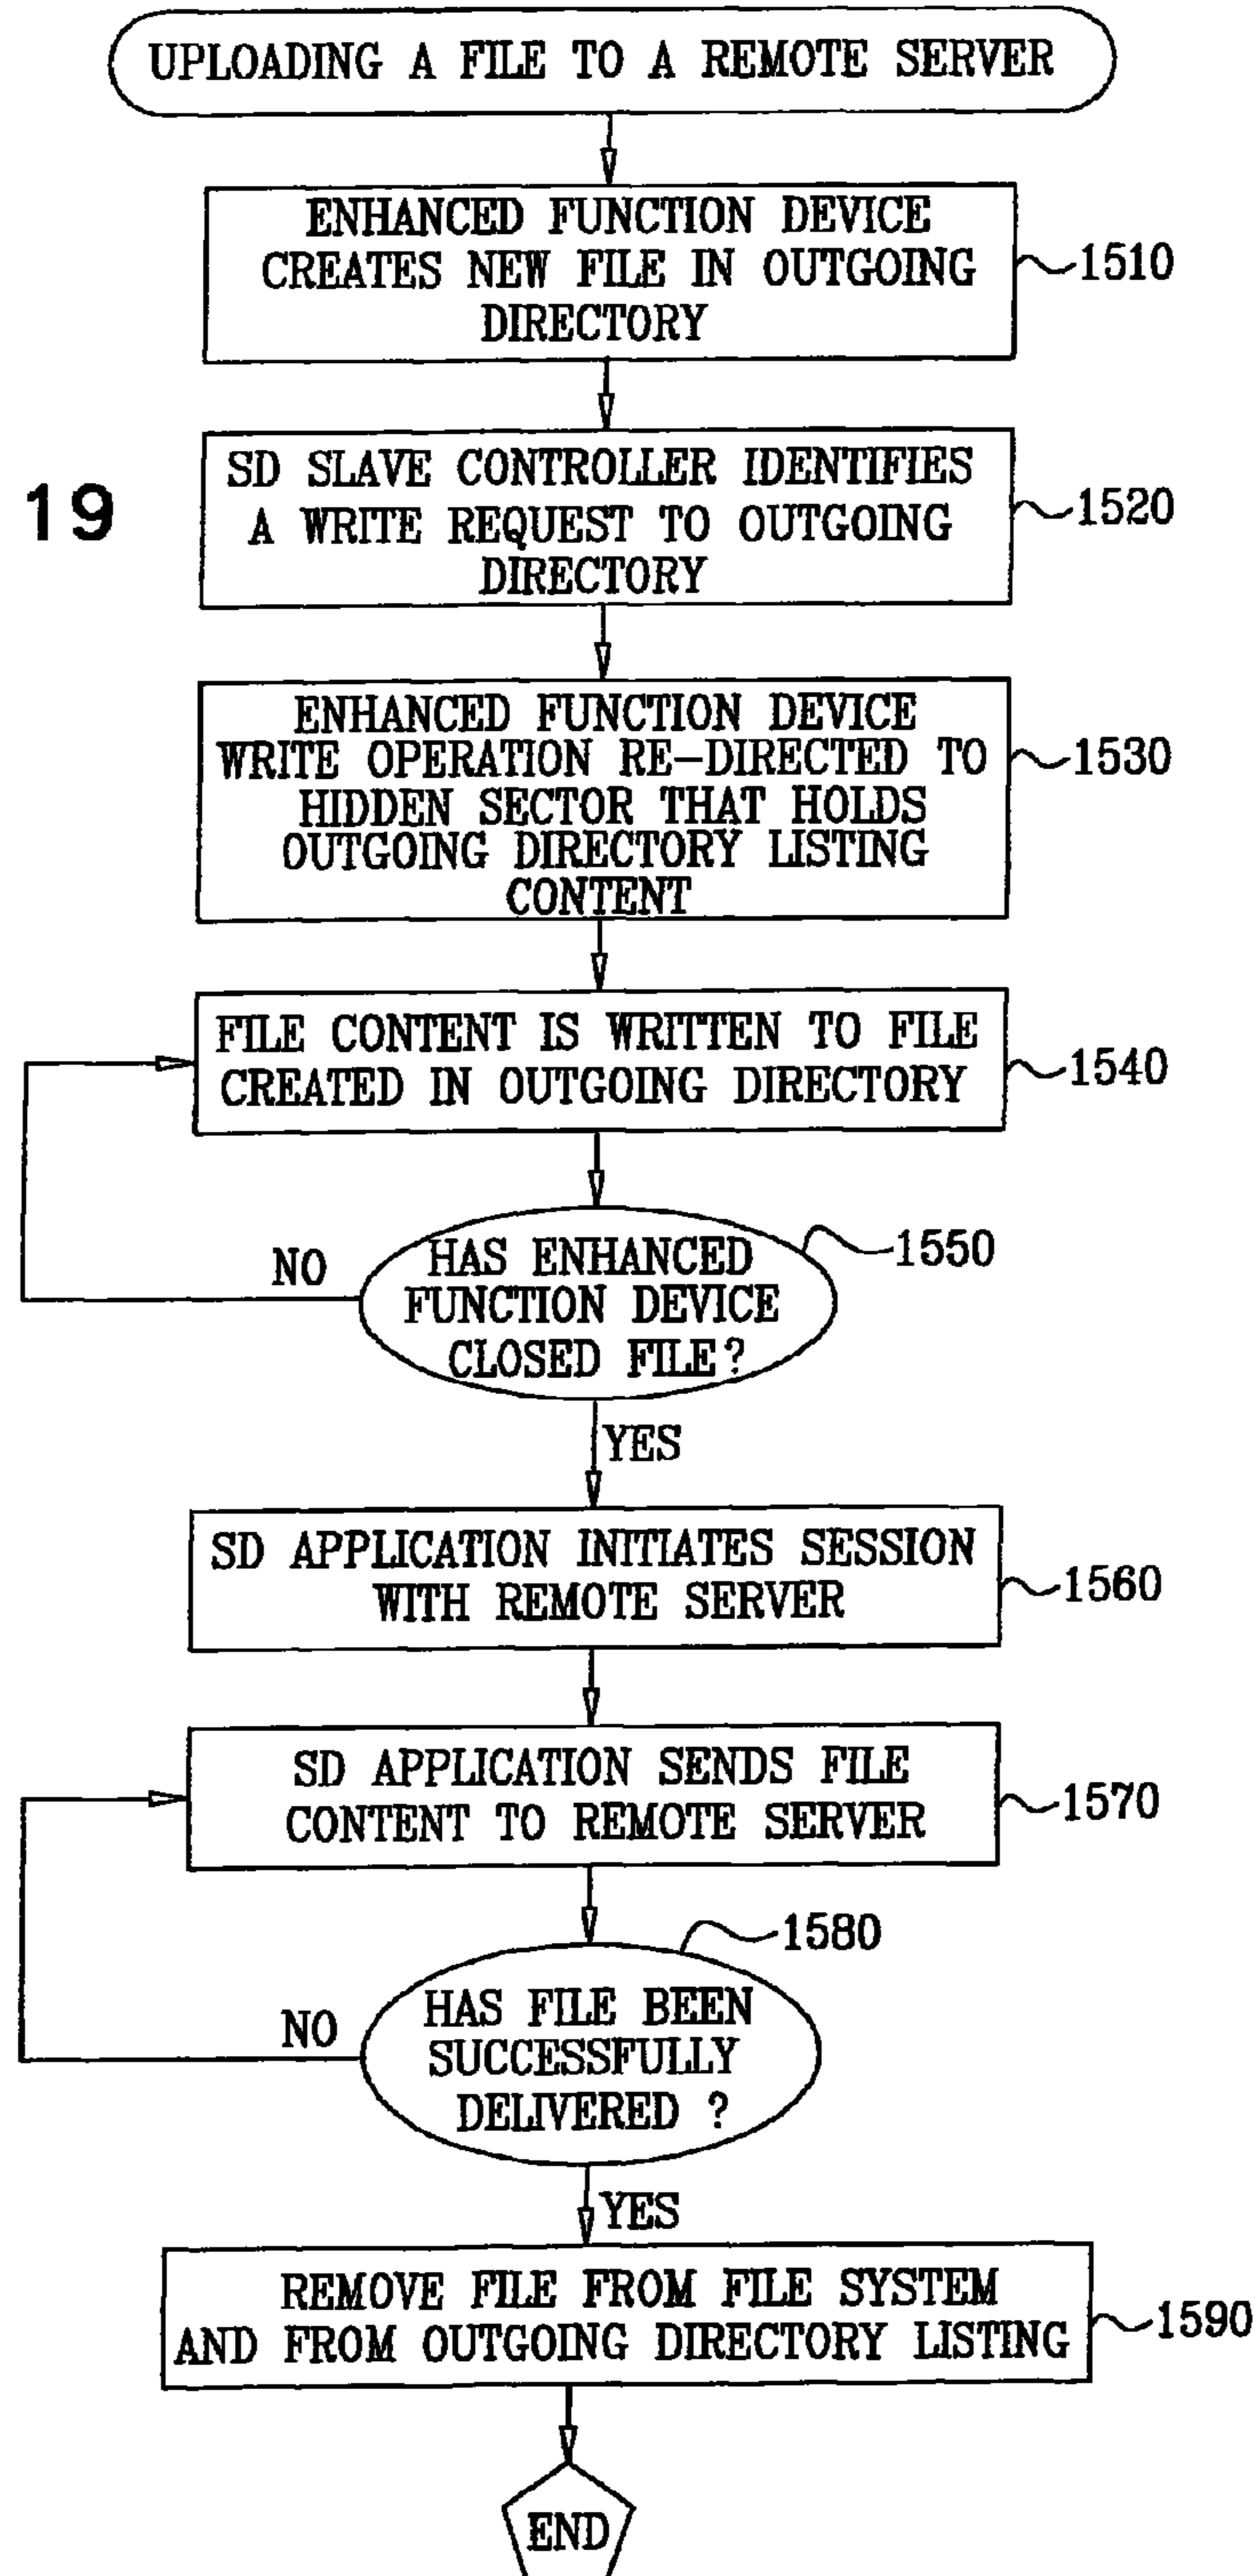 UPLOADING A FILE TO A REMOTE SERVER
ENHANCED FUNCTION DEVICE
CREATES NEW FILE IN OUTGOING
DIRECTORY
1510
19
SD SLAVE CONTROLLER IDENTIFIES
A WRITE REQUEST TO OUTGOING
DIRECTORY
1520
ENHANCED FUNCTION DEVICE
WRITE OPERATION RE-DIRECTED TO
HIDDEN SECTOR THAT HOLDS
OUTGOING DIRECTORY LISTING
CONTENT
1530
FILE CONTENT IS WRITTEN TO FILE
CREATED IN OUTGOING DIRECTORY
1540
HAS ENHANCED
FUNCTION DEVICE
CLOSED FILE?
1550
NO
YES
SD APPLICATION INITIATES SESSION
WITH REMOTE SERVER
1560
SD APPLICATION SENDS FILE
CONTENT TO REMOTE SERVER
1570
HAS FILE BEEN
SUCCESSFULLY
DELIVERED ?
1580
NO
YES
REMOVE FILE FROM FILE SYSTEM
AND FROM OUTGOING DIRECTORY LISTING
1590
END